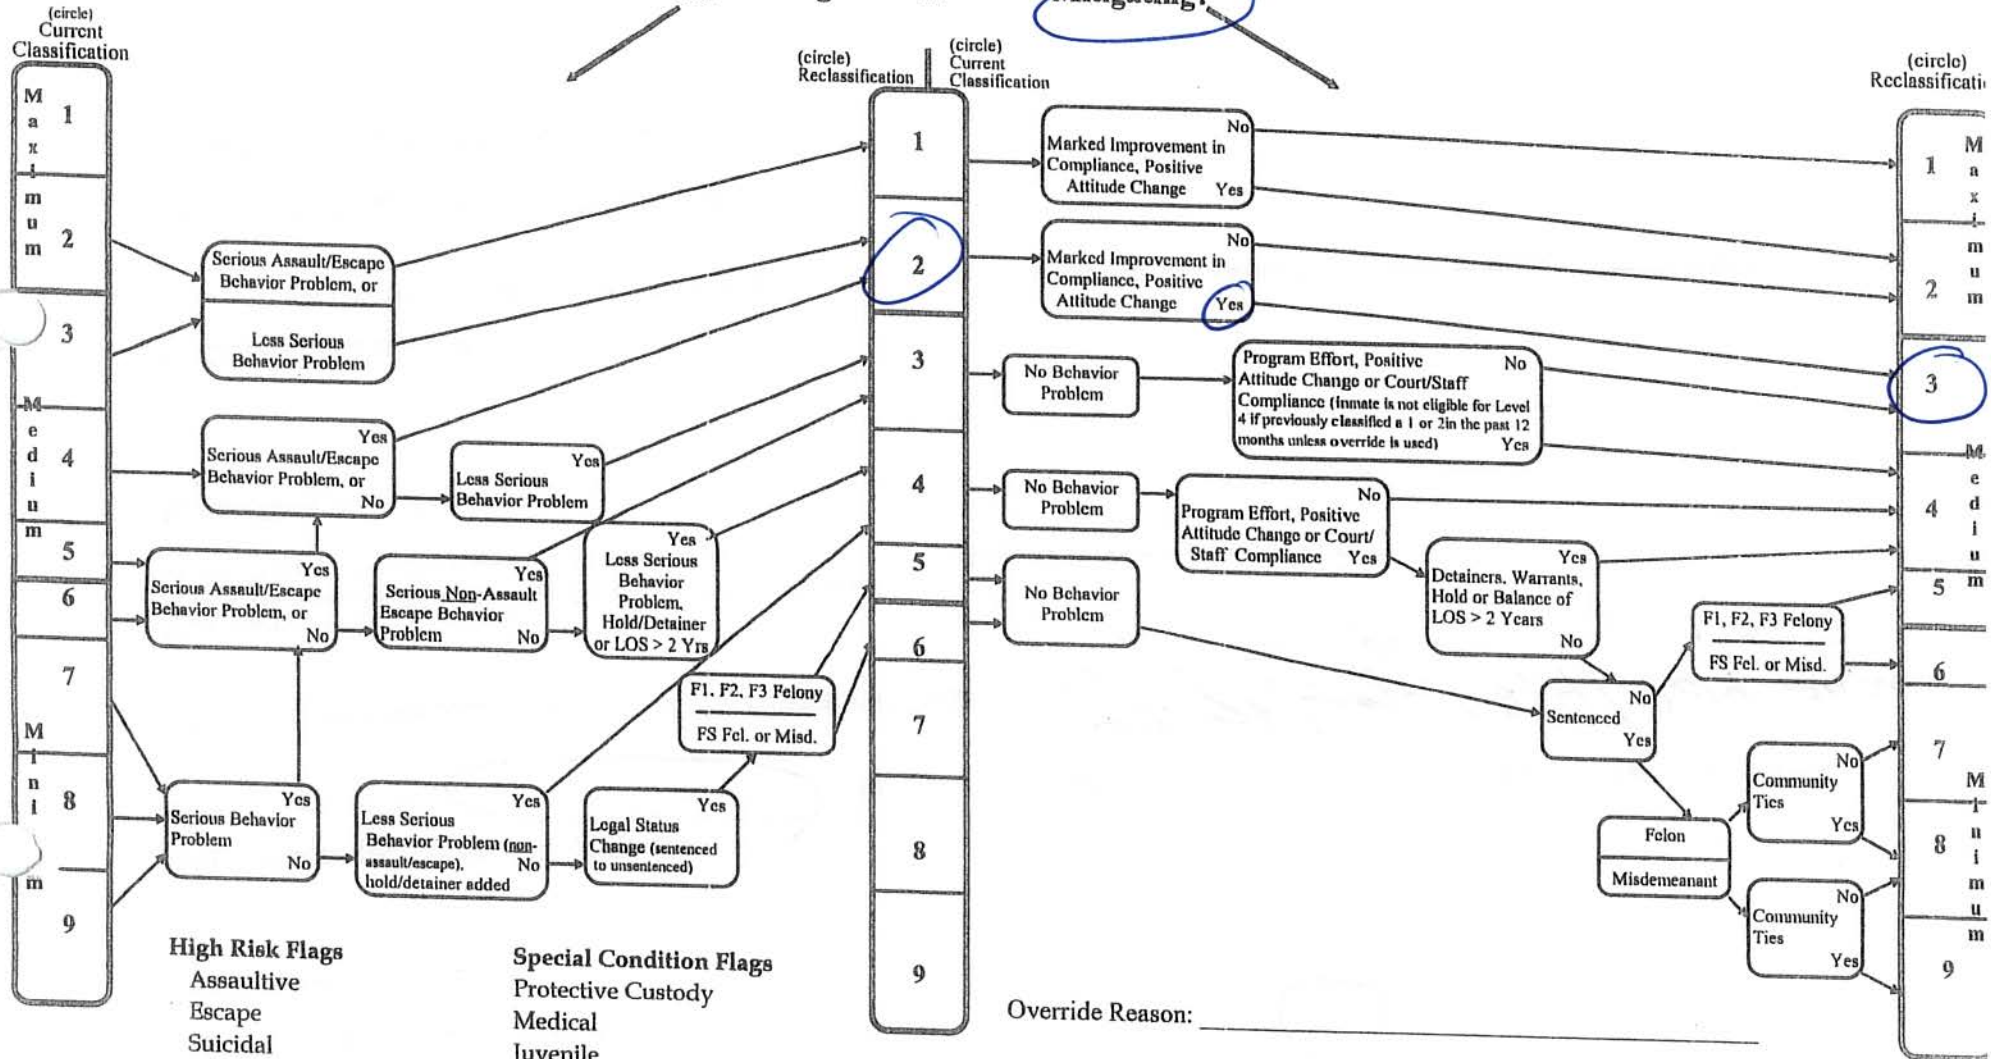 Mitigating?
(circle)
Current
Classification
(circle)
Reclassification
(circle)
Current
Classification
(circle)
Reclassificati
Maximum
1
2
3
Medium
4
5
6
7
Minim
8
9
Serious Assault/Escape
Behavior Problem, or
Less Serious
Behavior Problem
Yes
Serious Assault/Escape
Behavior Problem, or
No
Yes
Less Serious
Behavior Problem
Yes
Serious Assault/Escape
Behavior Problem, or
No
Yes
Serious Non-Assault
Escape Behavior
Problem No
Yes
Less Serious
Behavior
Problem,
Hold/Detainer
or LOS > 2 Yrs
F1, F2, F3 Felony
FS Fel. or Misd.
Yes
Serious Behavior
Problem
No
Yes
Less Serious
Behavior Problem (non-
assault/escape), No
hold/detainer added
Yes
Legal Status
Change (sentenced
to unsentenced)
1
2
3
4
5
6
7
8
9
No
Marked Improvement in
Compliance, Positive
Attitude Change Yes
No
Marked Improvement in
Compliance, Positive
Attitude Change Yes
No Behavior
Problem
Program Effort, Positive No
Attitude Change or Court/Staff
Compliance (inmate is not eligible for Level
4 if previously classified a 1 or 2in the past 12
months unless override is used) Yes
No Behavior
Problem
No
Program Effort, Positive
Attitude Change or Court/
Staff Compliance Yes
Yes
Detainers, Warrants,
Hold or Balance of
LOS > 2 Years
No
No Behavior
Problem
F1, F2, F3 Felony
FS Fel. or Misd.
No
Sentenced
Yes
Felon
Misdemeanant
No
Community
Ties
Yes
No
Community
Ties
Yes
1
Maximum
2
3
Medium
4
5
6
7
Minimum
8
9
High Risk Flags
Assaultive
Escape
Suicidal
Special Condition Flags
Protective Custody
Medical
Juvenile
Override Reason: